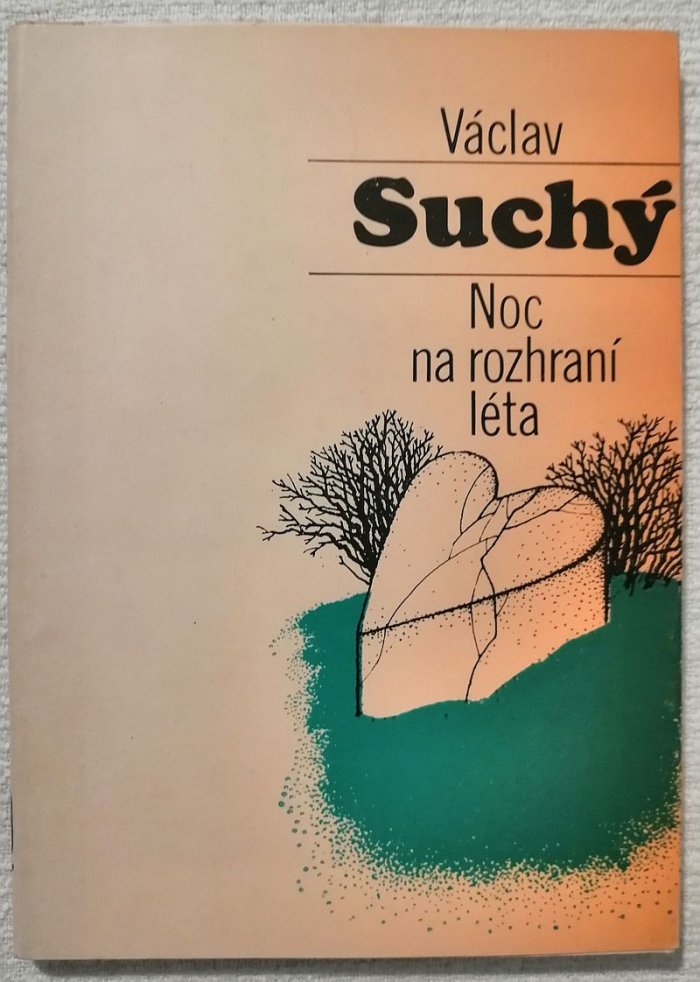 Václav
Suchý
Noc
na rozhraní
léta